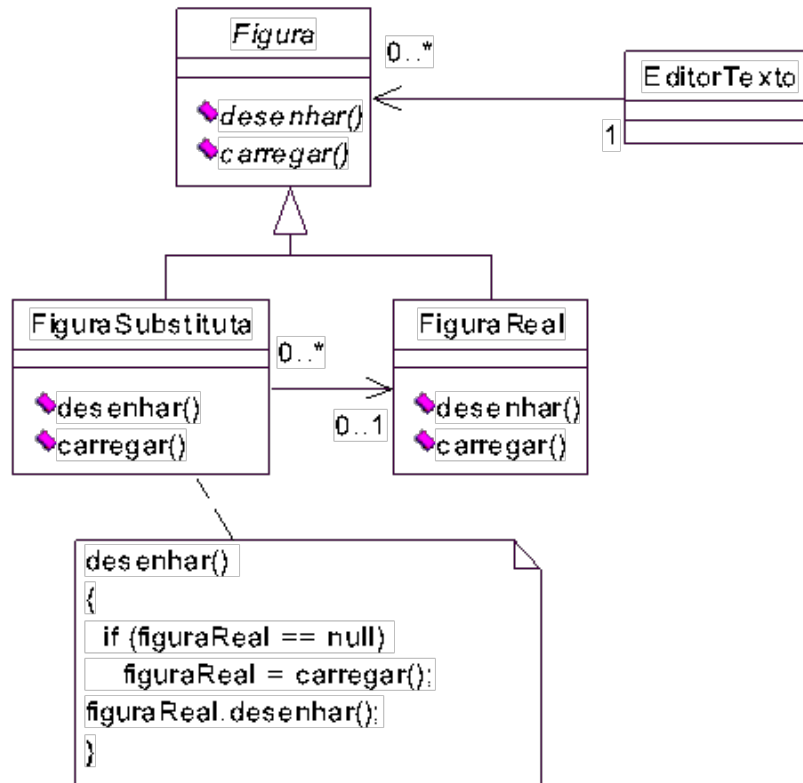 Figura
0..*
EditorTexto
desenhar()
carregar()
1
FiguraSubstituta
FiguraReal
0..*
desenhar()
carregar()
0..1
desenhar()
carregar()
desenhar()
{
if (figuraReal == null)
figuraReal = carregar();
figuraReal.desenhar();
}